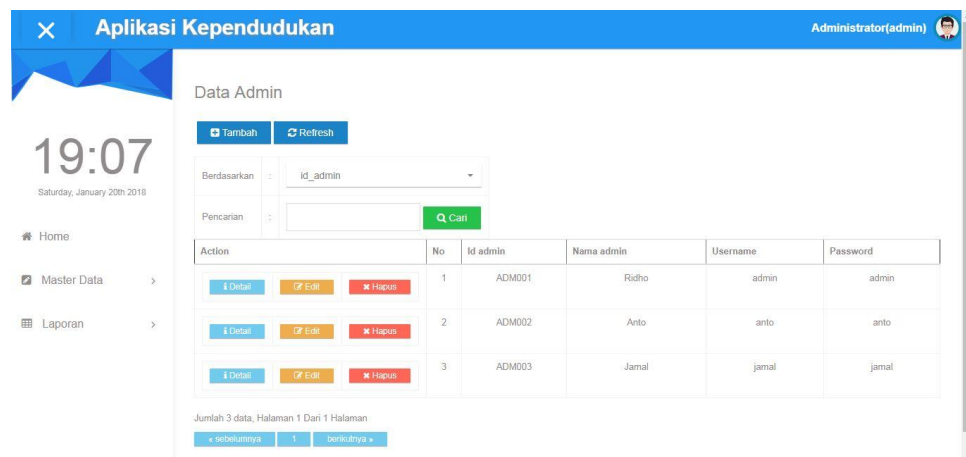 Aplikasi Kependudukan
Administrator(admin)
19:07
Saturday, January 20th 2018
Home
Master Data
Laporan
Data Admin
Tambah Refresh
Berdasarkan : id_admin
Pencarian : Cari
Action No Id admin Nama admin Username Password
Detail Edit Hapus 1 ADM001 Ridho admin admin
Detail Edit Hapus 2 ADM002 Anto anto anto
Detail Edit Hapus 3 ADM003 Jamal jamal jamal
Jumlah 3 data, Halaman 1 Dari 1 Halaman
« sebelumnya 1 berikutnya »